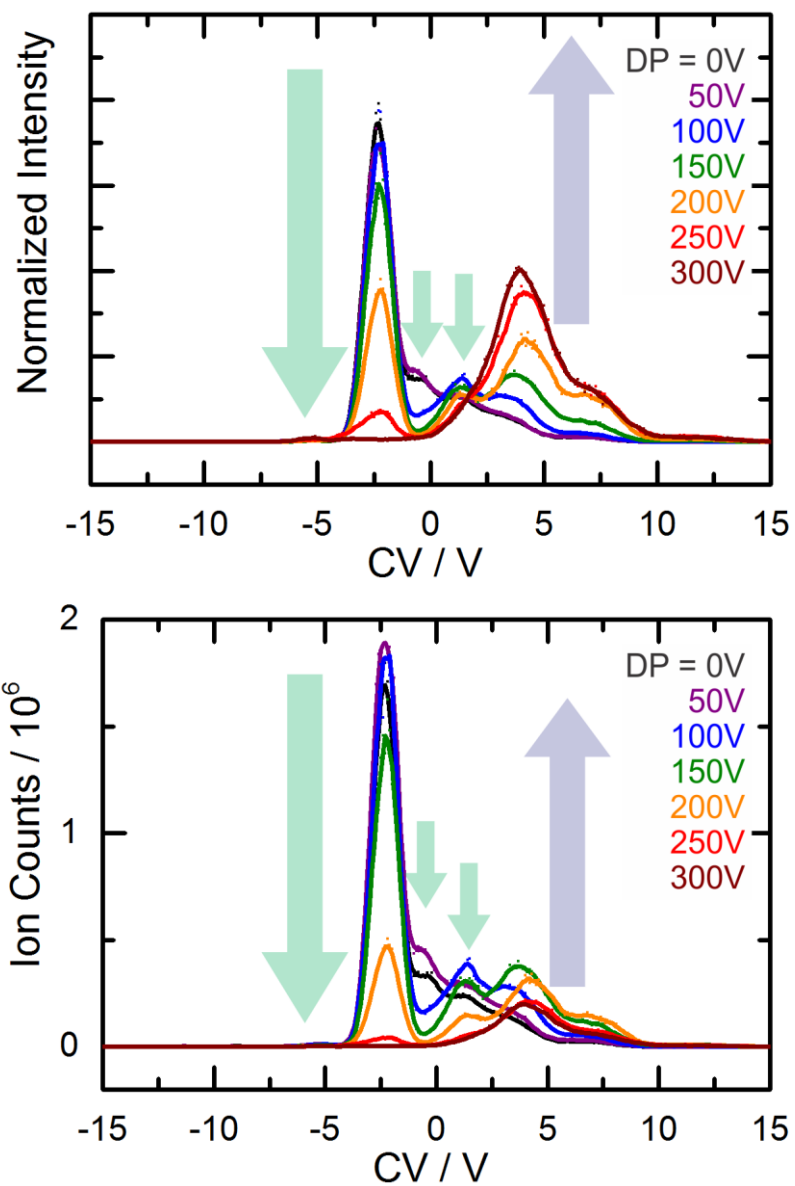 Normalized Intensity
DP = 0V
50V
100V
150V
200V
250V
300V
-15 -10 -5 0 5 10 15
CV / V
Ion Counts / 10⁶
2
1
0
DP = 0V
50V
100V
150V
200V
250V
300V
-15 -10 -5 0 5 10 15
CV / V